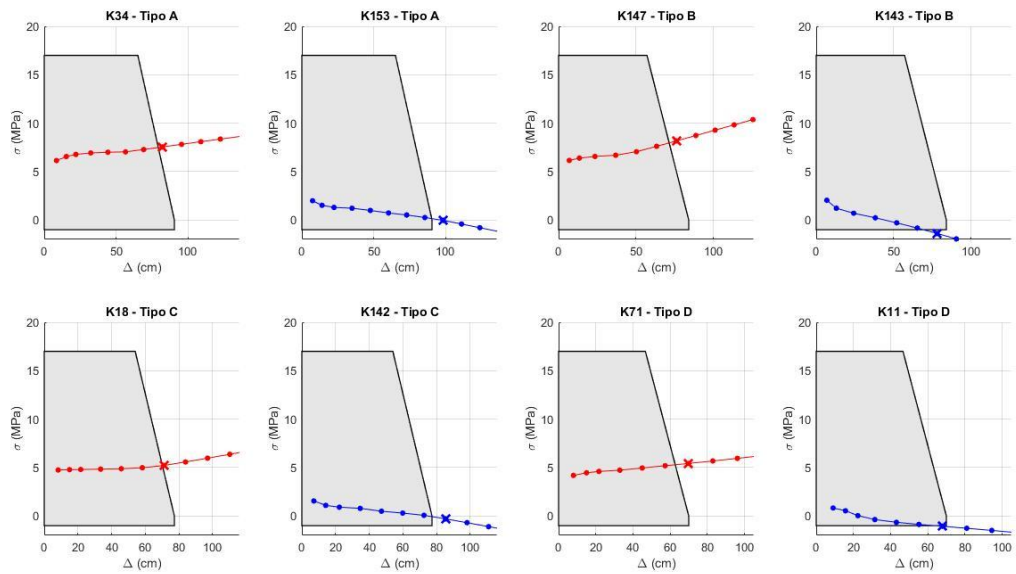 K34 - Tipo A
20
15
10
5
0
σ (MPa)
0 50 100
Δ (cm)
K153 - Tipo A
20
15
10
5
0
σ (MPa)
0 50 100
Δ (cm)
K147 - Tipo B
20
15
10
5
0
σ (MPa)
0 50 100
Δ (cm)
K143 - Tipo B
20
15
10
5
0
σ (MPa)
0 50 100
Δ (cm)
K18 - Tipo C
20
15
10
5
0
σ (MPa)
0 20 40 60 80 100
Δ (cm)
K142 - Tipo C
20
15
10
5
0
σ (MPa)
0 20 40 60 80 100
Δ (cm)
K71 - Tipo D
20
15
10
5
0
σ (MPa)
0 20 40 60 80 100
Δ (cm)
K11 - Tipo D
20
15
10
5
0
σ (MPa)
0 20 40 60 80 100
Δ (cm)